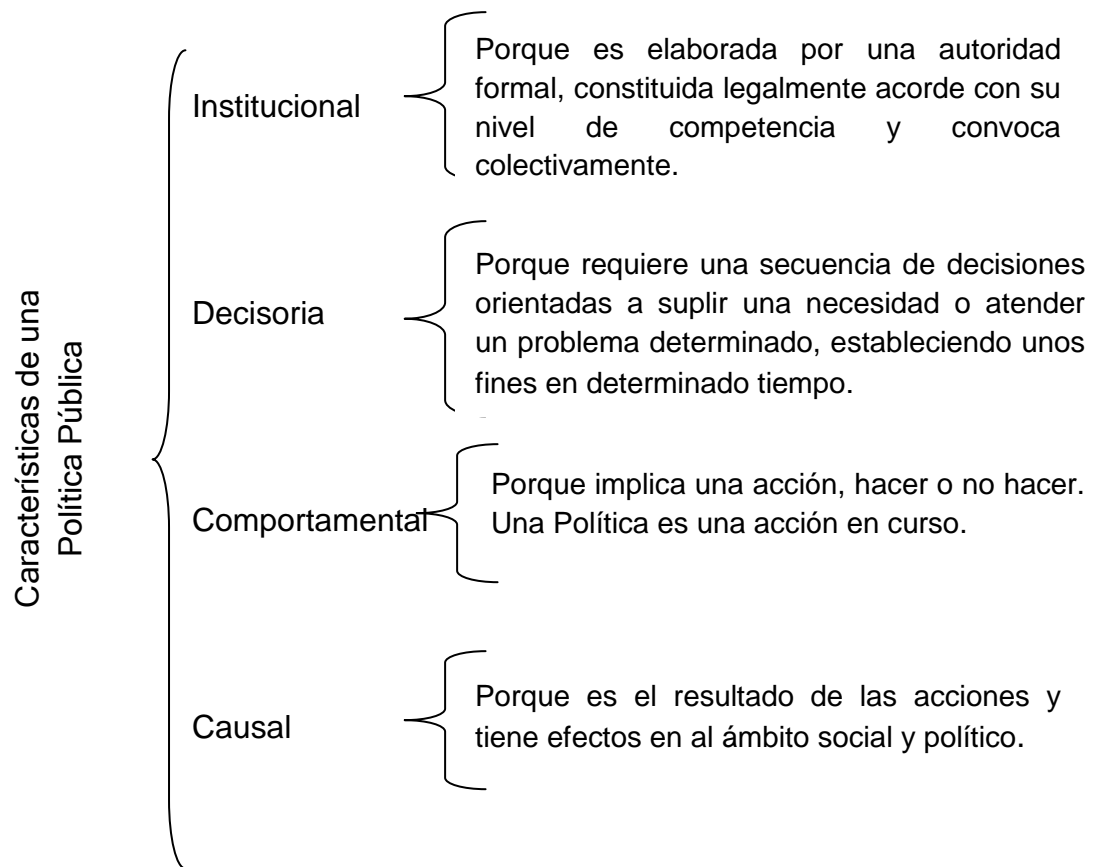 Características de una
Política Pública
Institucional
Porque es elaborada por una autoridad
formal, constituida legalmente acorde con su
nivel de competencia y convoca
colectivamente.
Decisoria
Porque requiere una secuencia de decisiones
orientadas a suplir una necesidad o atender
un problema determinado, estableciendo unos
fines en determinado tiempo.
Comportamental
Porque implica una acción, hacer o no hacer.
Una Política es una acción en curso.
Causal
Porque es el resultado de las acciones y
tiene efectos en al ámbito social y político.